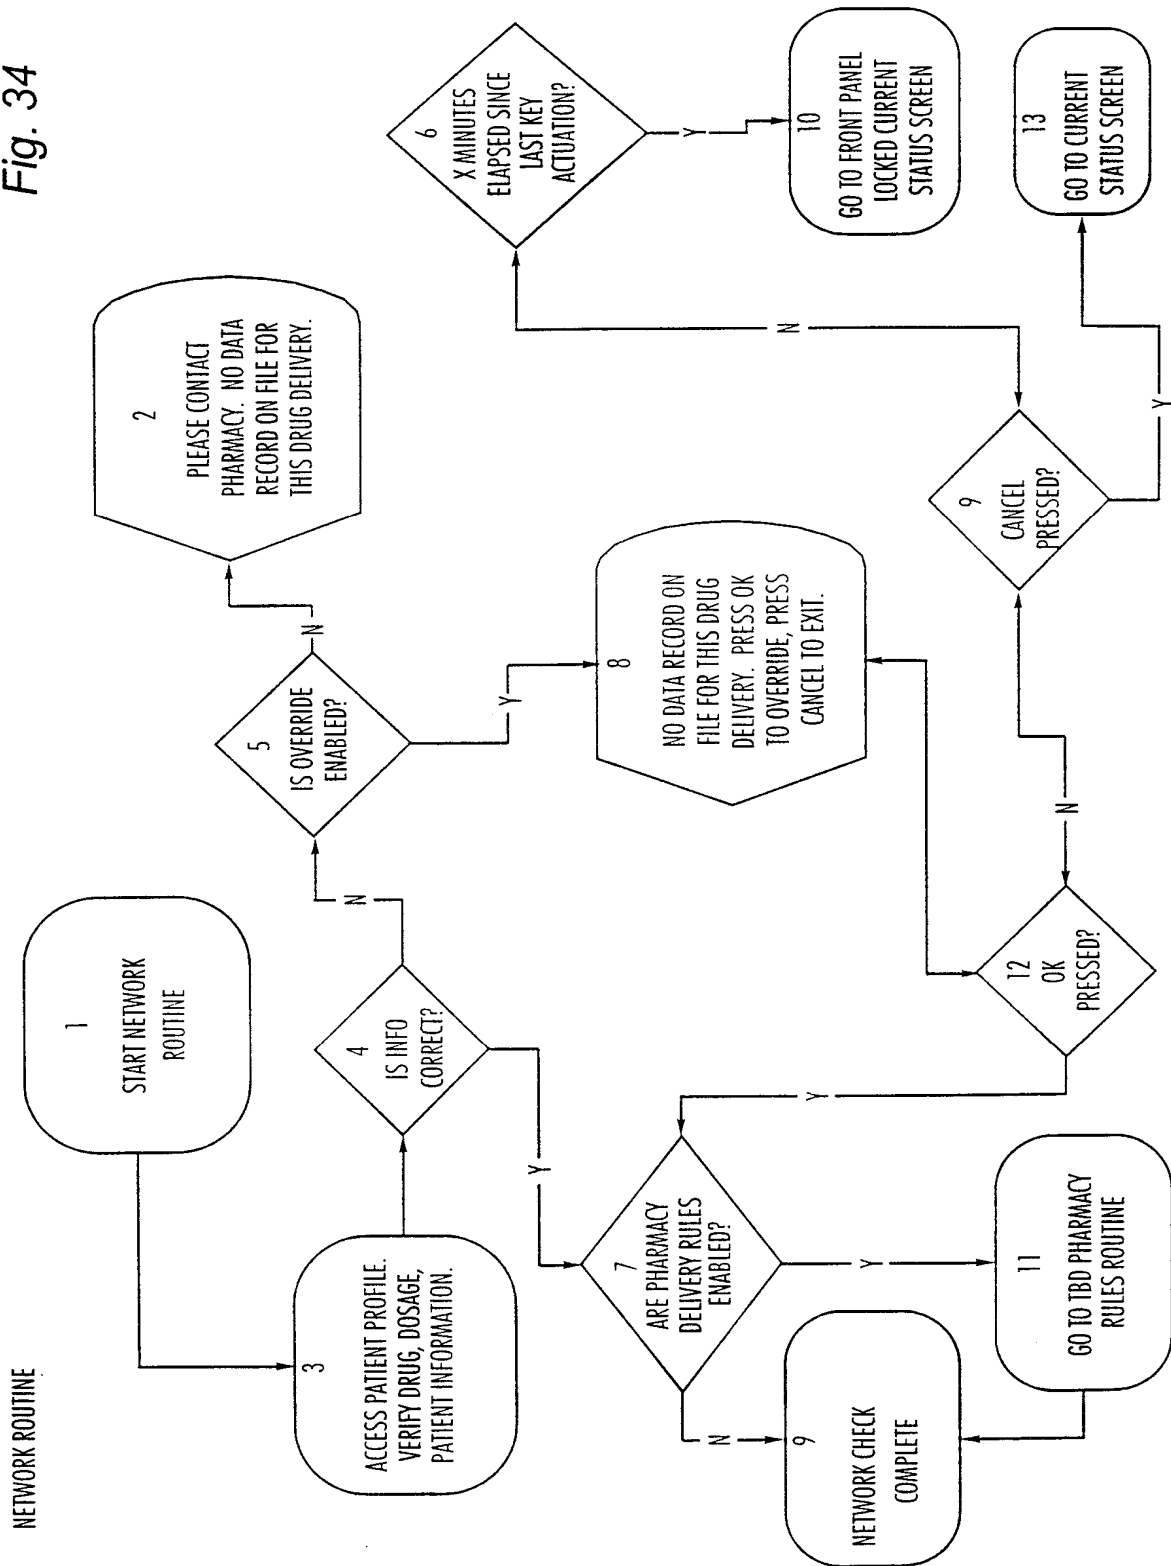 Fig. 34
NETWORK ROUTINE
1
START NETWORK
ROUTINE
3
ACCESS PATIENT PROFILE.
VERIFY DRUG, DOSAGE,
PATIENT INFORMATION.
4
IS INFO
CORRECT?
N
Y
5
IS OVERRIDE
ENABLED?
N
Y
2
PLEASE CONTACT
PHARMACY. NO DATA
RECORD ON FILE FOR
THIS DRUG DELIVERY.
8
NO DATA RECORD ON
FILE FOR THIS DRUG
DELIVERY. PRESS OK
TO OVERRIDE, PRESS
CANCEL TO EXIT.
7
ARE PHARMACY
DELIVERY RULES
ENABLED?
N
Y
9
NETWORK CHECK
COMPLETE
11
GO TO TBD PHARMACY
RULES ROUTINE
12
OK
PRESSED?
Y
N
9
CANCEL
PRESSED?
N
Y
6
X MINUTES
ELAPSED SINCE
LAST KEY
ACTUATION?
Y
10
GO TO FRONT PANEL
LOCKED CURRENT
STATUS SCREEN
13
GO TO CURRENT
STATUS SCREEN